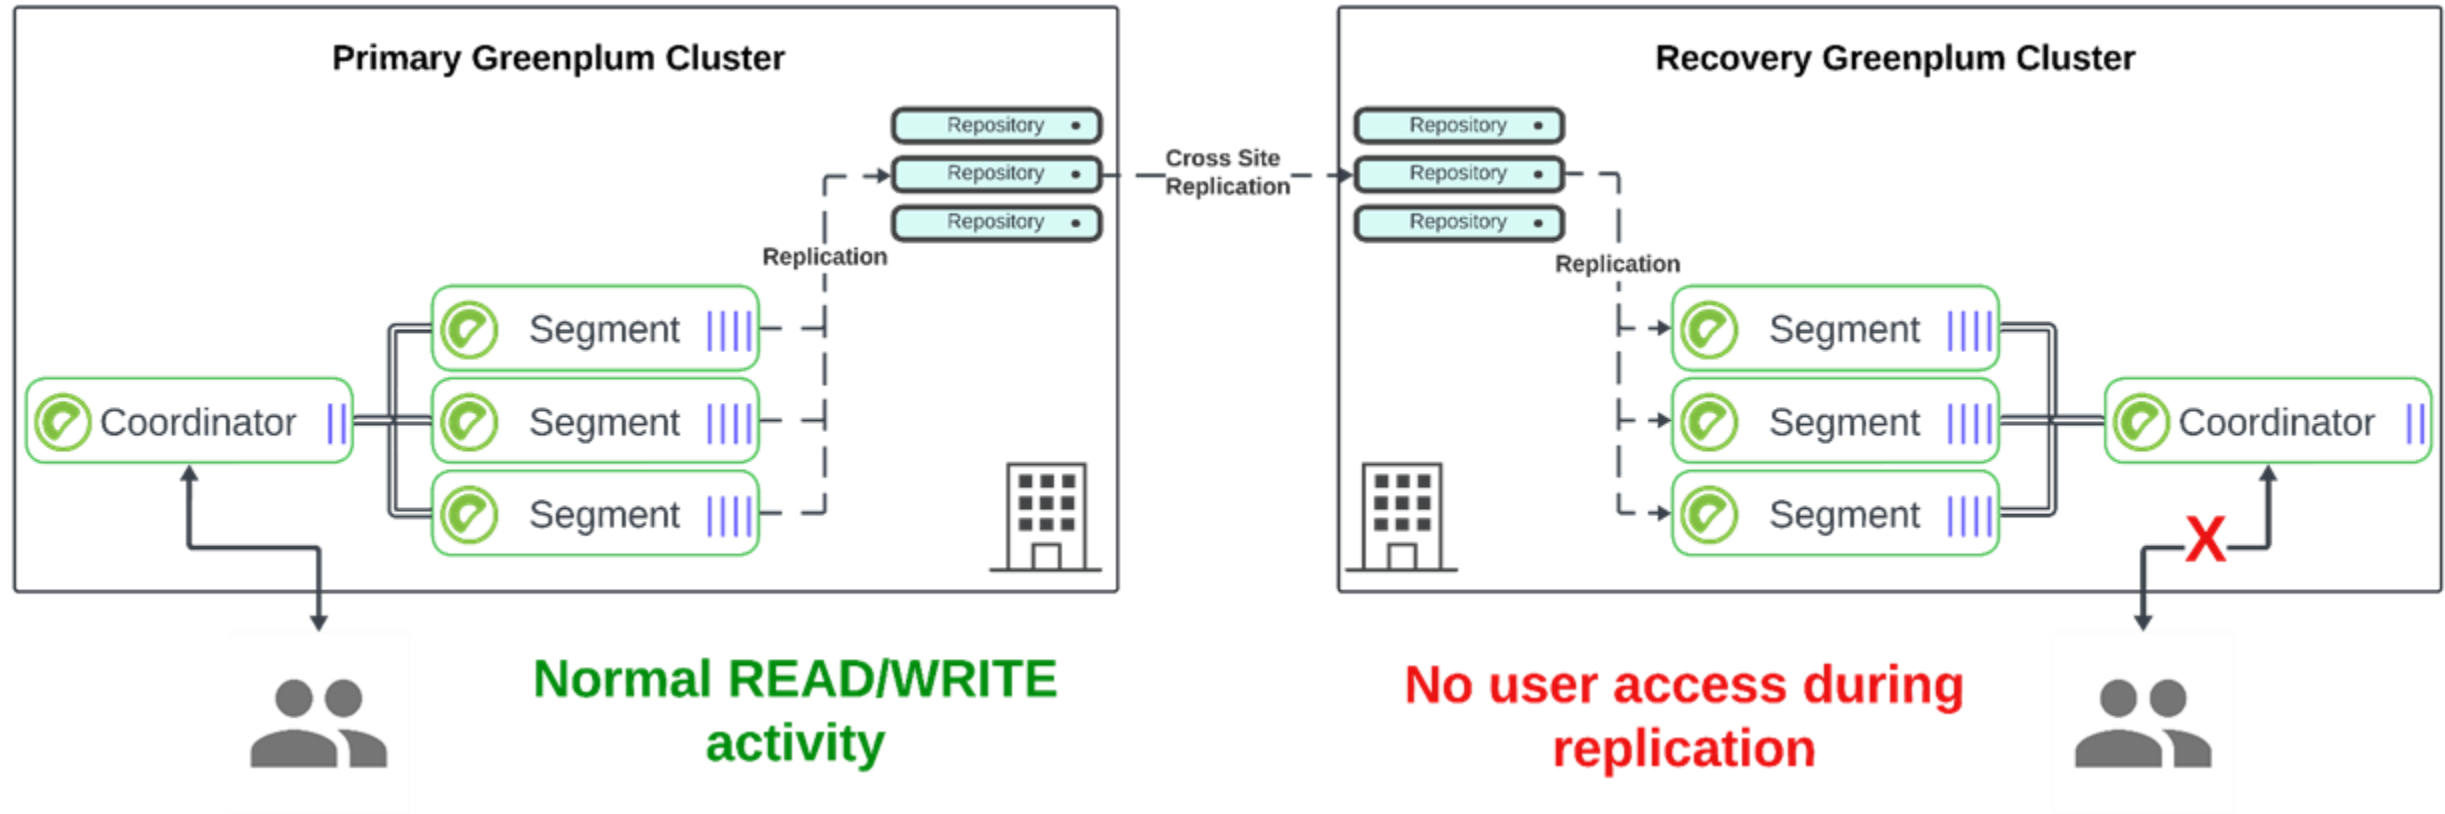 Primary Greenplum Cluster
Repository
Repository
Repository
Replication
Segment
Segment
Segment
Coordinator
Normal READ/WRITE
activity
Cross Site
Replication
Recovery Greenplum Cluster
Repository
Repository
Repository
Replication
Segment
Segment
Segment
Coordinator
X
No user access during
replication